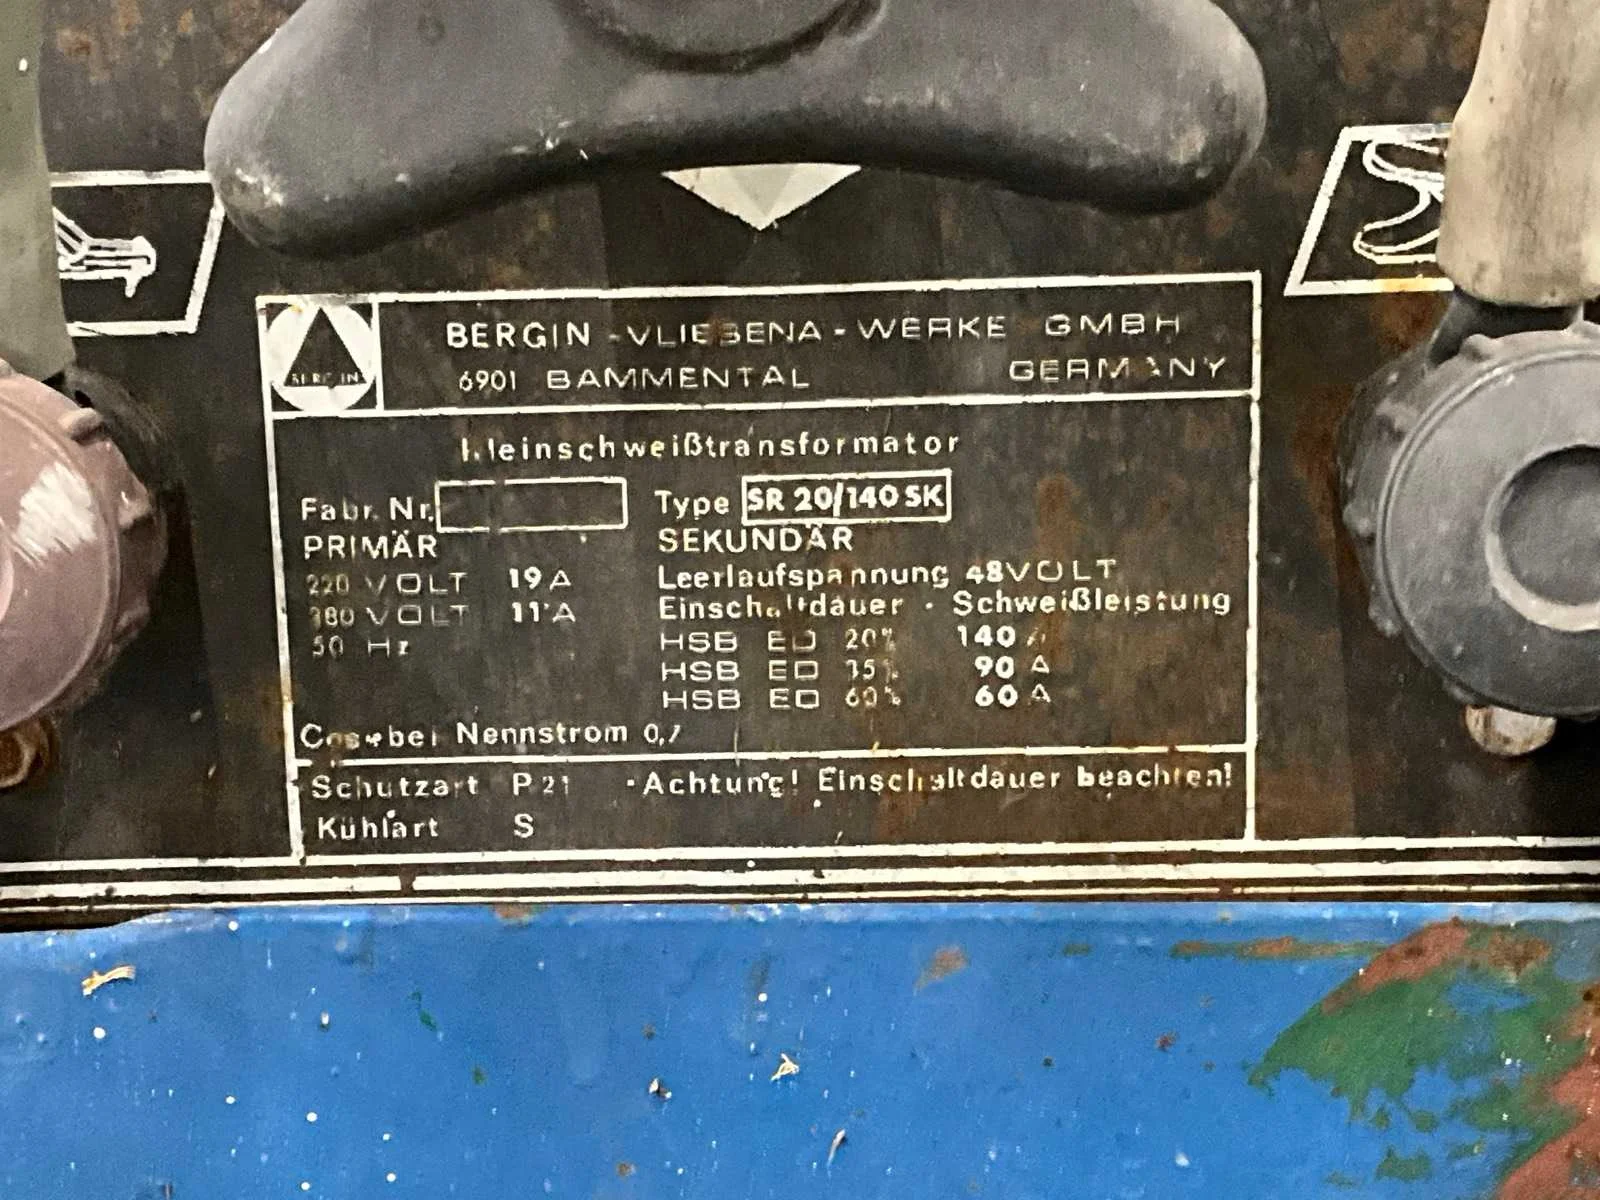 BERGIN
BERGIN - VLIESENA - WERKE GMBH
6901 BAMMENTAL GERMANY
Kleinschweißtransformator
Fabr. Nr. Type SR 20/140 SK
PRIMÄR SEKUNDÄR
220 VOLT 19 A Leerlaufspannung 48 VOLT
380 VOLT 11 A Einschaltdauer · Schweißleistung
50 Hz HSB ED 20% 140 A
HSB ED 35% 90 A
HSB ED 60% 60 A
Cos φ bei Nennstrom 0,7
Schutzart P 21 · Achtung! Einschaltdauer beachten!
Kühlart S